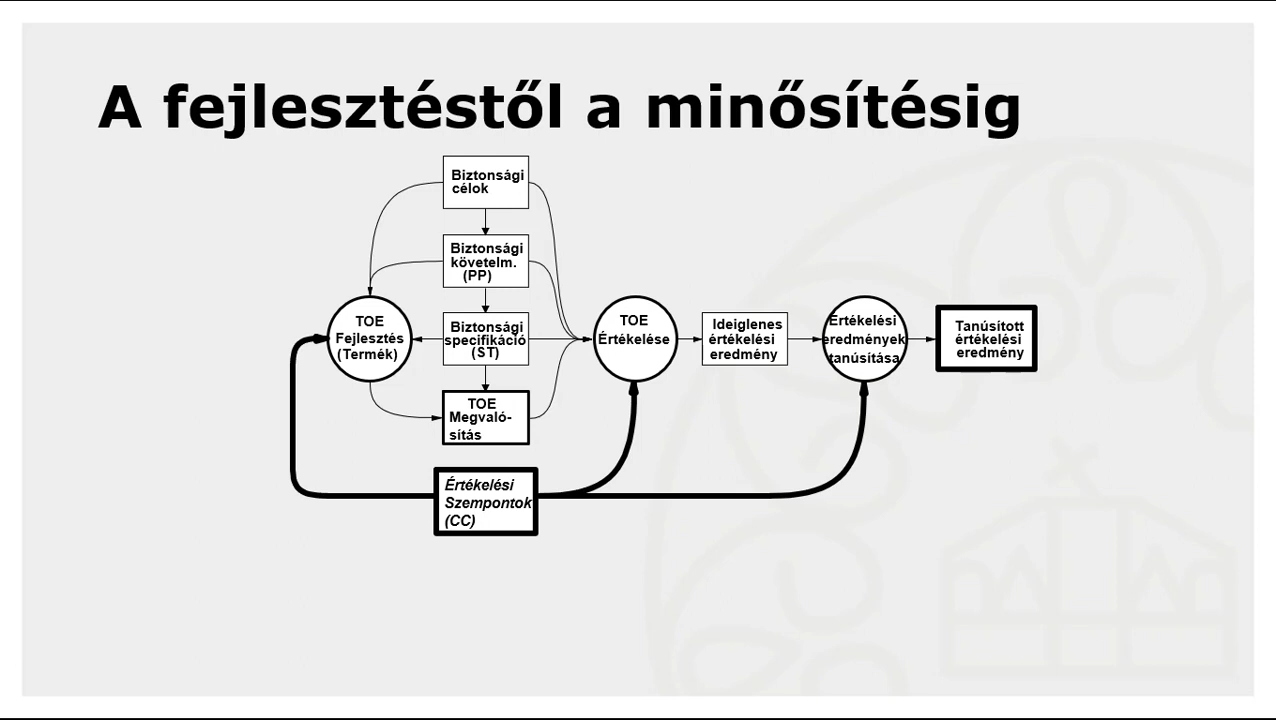 A fejlesztéstől a minősítésig
Biztonsági
célok
Biztonsági
követelm.
(PP)
TOE
Fejlesztés
(Termék)
Biztonsági
specifikáció
(ST)
TOE
Megvaló-
sítás
TOE
Értékelése
Ideiglenes
értékelési
eredmény
Értékelési
eredmények
tanúsítása
Tanúsított
értékelési
eredmény
Értékelési
Szempontok
(CC)